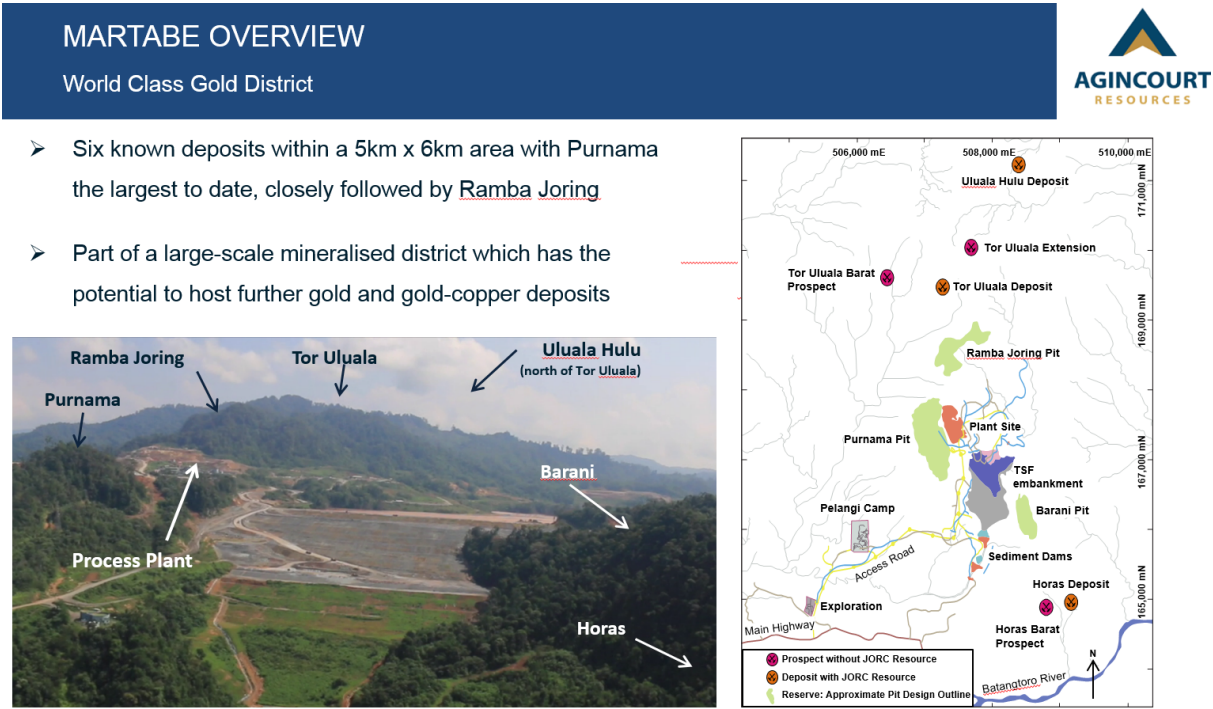 MARTABE OVERVIEW
World Class Gold District
AGINCOURT
RESOURCES
Six known deposits within a 5km x 6km area with Purnama
the largest to date, closely followed by Ramba Joring
Part of a large-scale mineralised district which has the
potential to host further gold and gold-copper deposits
Ramba Joring
Tor Uluala
Uluala Hulu
(north of Tor Uluala)
Purnama
Barani
Process Plant
Horas
506,000 mE
508,000 mE
510,000 mE
Uluala Hulu Deposit
171,000 mN
Tor Uluala Extension
Tor Uluala Barat
Prospect
Tor Uluala Deposit
169,000 mN
Ramba Joring Pit
Plant Site
Purnama Pit
167,000 mN
TSF
embankment
Pelangi Camp
Barani Pit
Access Road
Sediment Dams
Horas Deposit
165,000 mN
Exploration
Main Highway
Horas Barat
Prospect
N
Batangtoro River
Prospect without JORC Resource
Deposit with JORC Resource
Reserve: Approximate Pit Design Outline